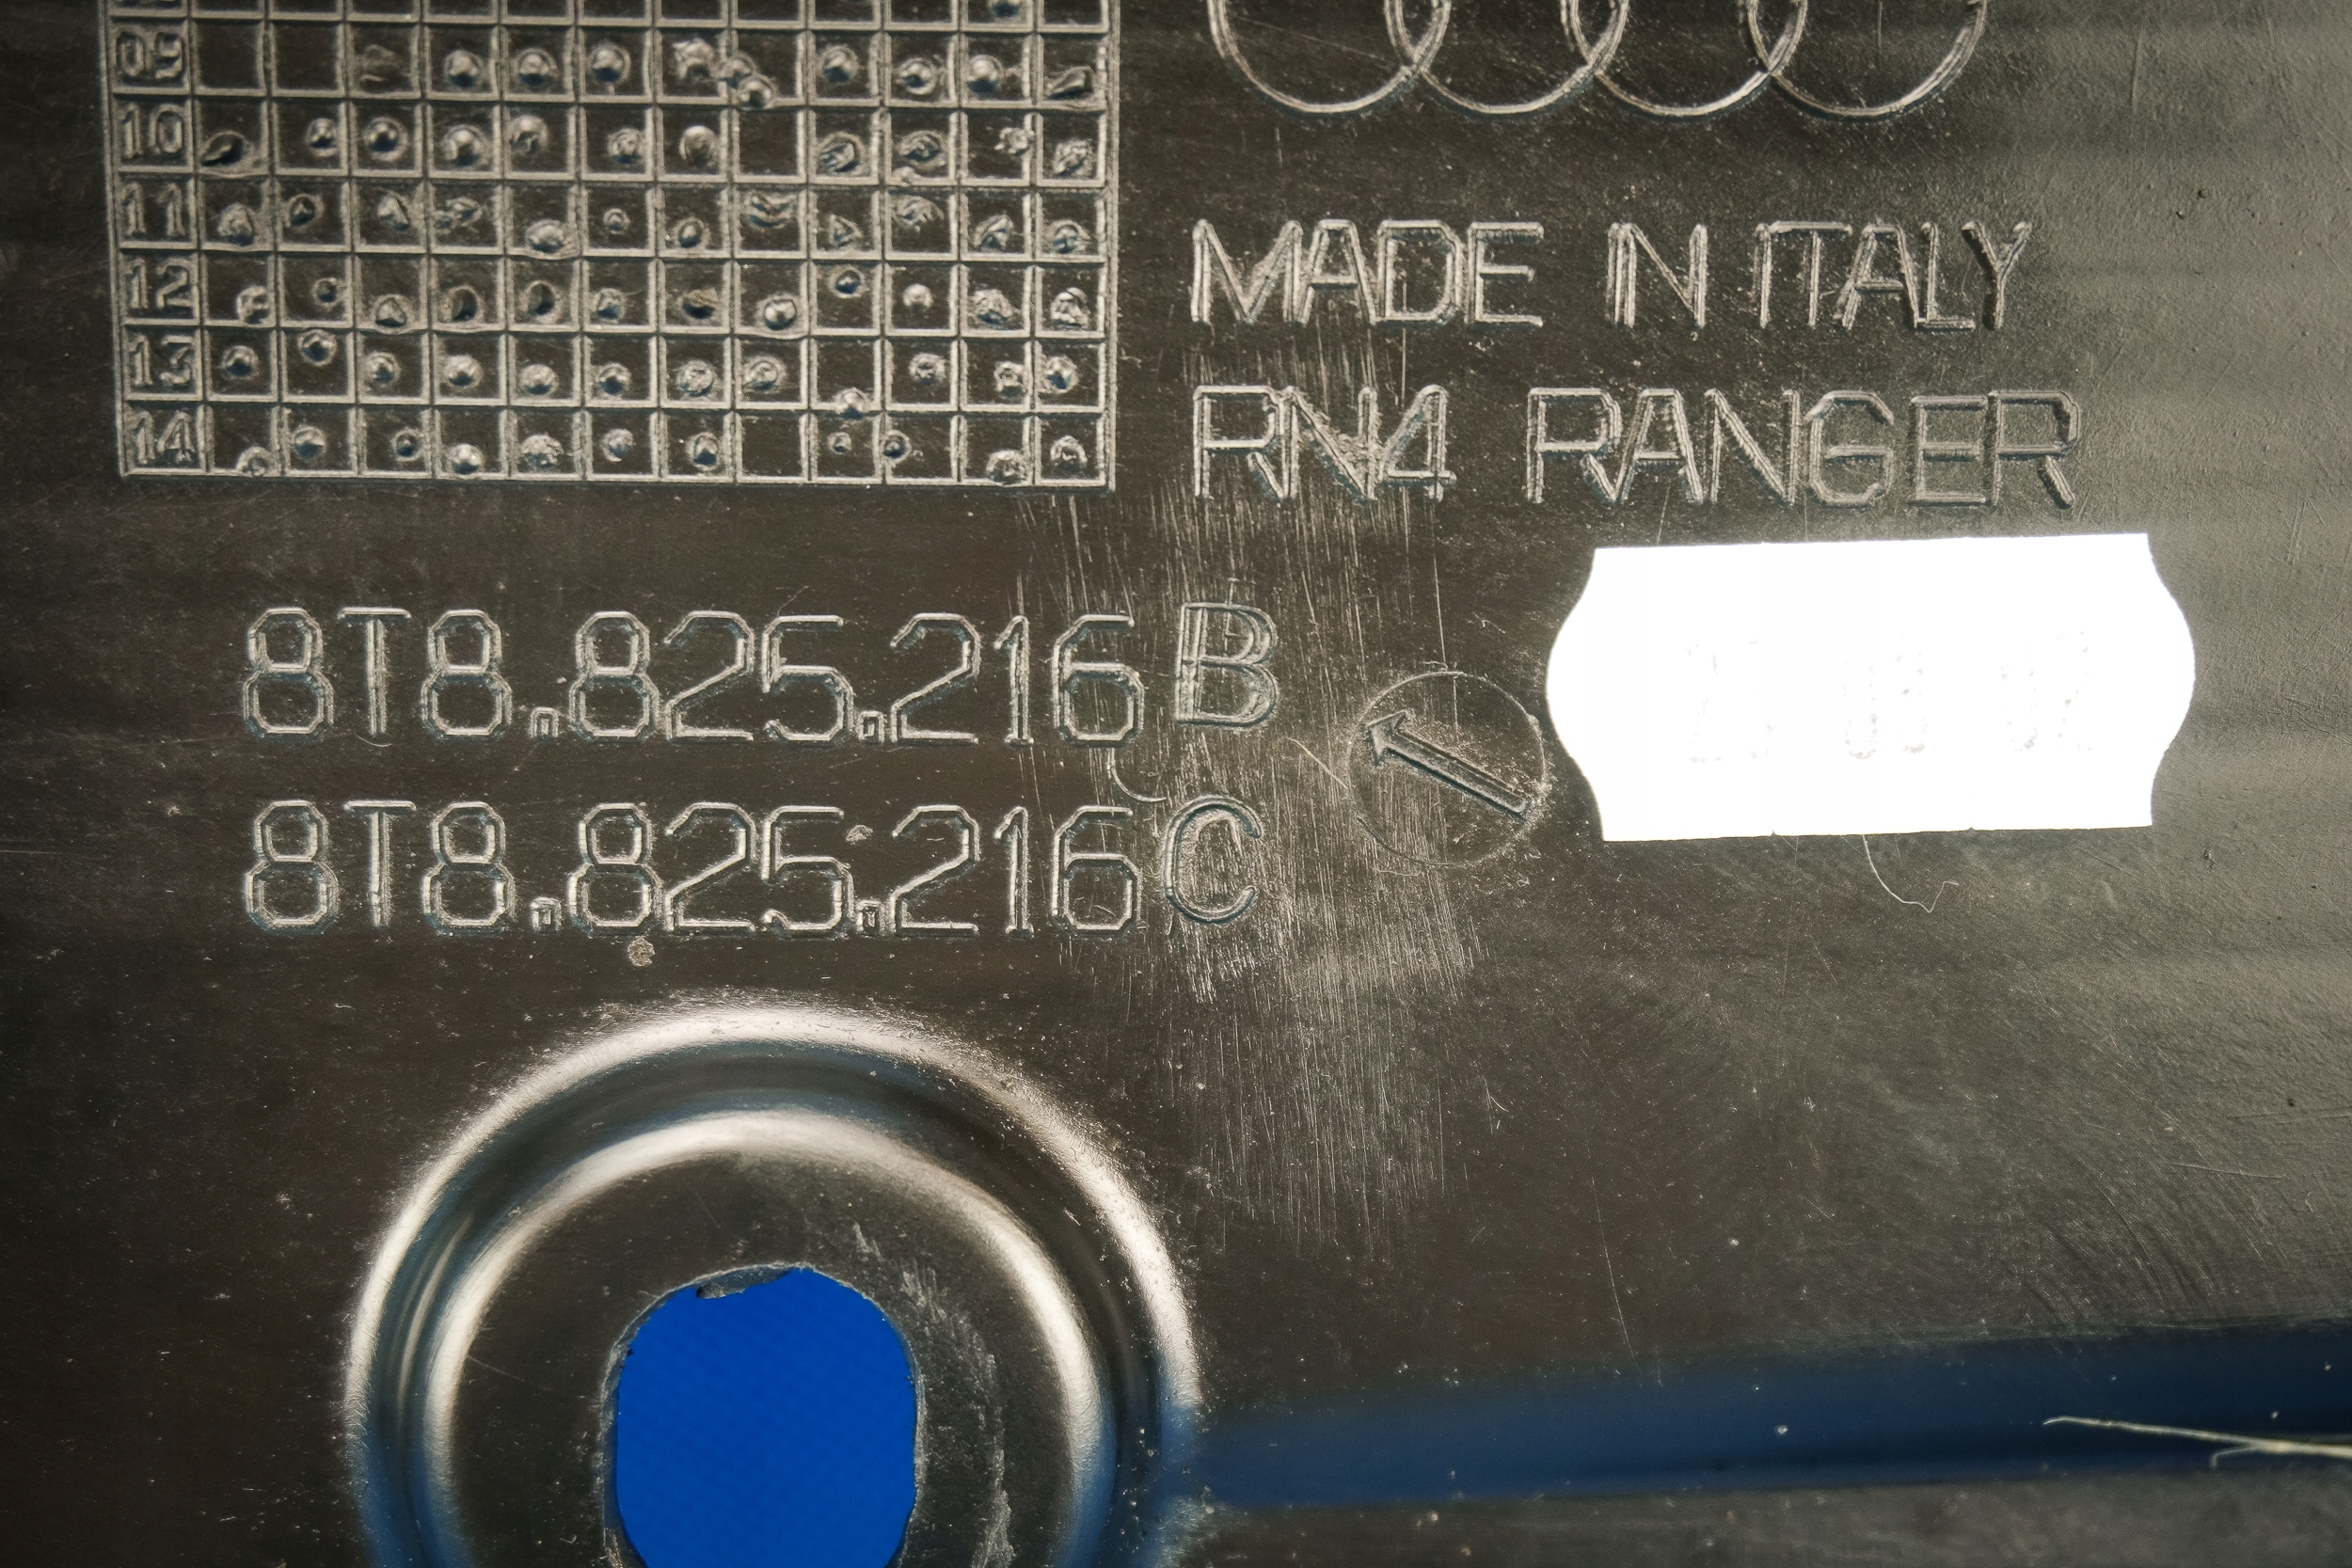 09
10
11
12
13
14
MADE IN ITALY
RN4 RANGER
8T8.825.216 B
8T8.825.216 C